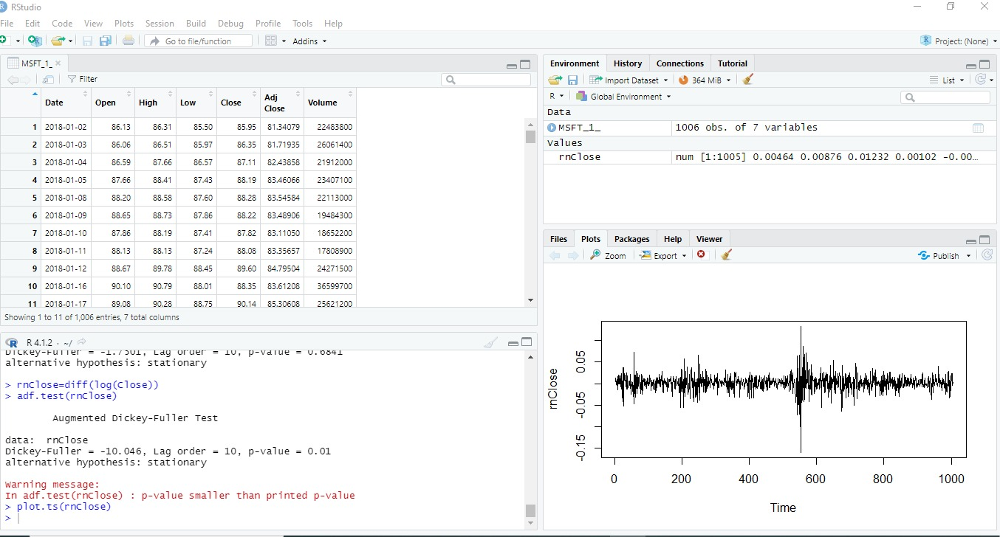 RStudio
File Edit Code View Plots Session Build Debug Profile Tools Help
Go to file/function Addins Project: (None)
MSFT_1_
Filter
Date Open High Low Close Adj Close Volume
1 2018-01-02 86.13 86.31 85.50 85.95 81.34079 22483800
2 2018-01-03 86.06 86.51 85.97 86.35 81.71935 26061400
3 2018-01-04 86.59 87.66 86.57 87.11 82.43858 21912000
4 2018-01-05 87.66 88.41 87.43 88.19 83.46066 23407100
5 2018-01-08 88.20 88.58 87.60 88.28 83.54584 22113000
6 2018-01-09 88.65 88.73 87.86 88.22 83.48906 19484300
7 2018-01-10 87.86 88.19 87.41 87.82 83.11050 18652200
8 2018-01-11 88.13 88.13 87.24 88.08 83.35657 17808900
9 2018-01-12 88.67 89.78 88.45 89.60 84.79504 24271500
10 2018-01-16 90.10 90.79 88.01 88.35 83.61208 36599700
11 2018-01-17 89.08 90.28 88.75 90.14 85.30608 25621200
Showing 1 to 11 of 1,006 entries, 7 total columns
R 4.1.2 · ~/
Dickey-Fuller = -1.7501, Lag order = 10, p-value = 0.6841
alternative hypothesis: stationary
> rnClose=diff(log(Close))
> adf.test(rnClose)
Augmented Dickey-Fuller Test
data: rnClose
Dickey-Fuller = -10.046, Lag order = 10, p-value = 0.01
alternative hypothesis: stationary
Warning message:
In adf.test(rnClose) : p-value smaller than printed p-value
> plot.ts(rnClose)
>
Environment History Connections Tutorial
Import Dataset 364 MiB List
R Global Environment
Data
MSFT_1_ 1006 obs. of 7 variables
Values
rnClose num [1:1005] 0.00464 0.00876 0.01232 0.00102 -0.00…
Files Plots Packages Help Viewer
Zoom Export Publish
rnClose
0.05
-0.05
-0.15
0 200 400 600 800 1000
Time